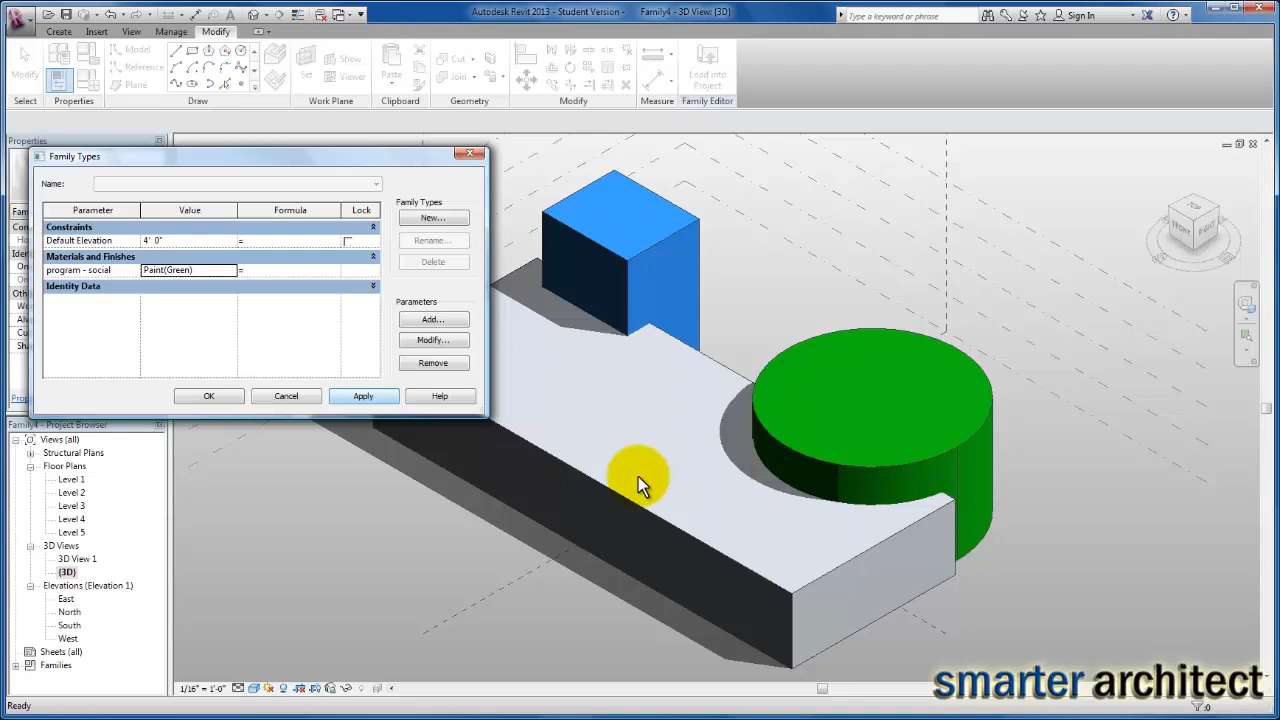 Autodesk Revit 2013 - Student Version - Family4 - 3D View: {3D}
Type a keyword or phrase
Sign In
Create
Insert
View
Manage
Modify
Modify
Model
Reference
Plane
Set
Show
Viewer
Paste
Cut
Join
Load into
Project
Select
Properties
Draw
Work Plane
Clipboard
Geometry
Modify
Measure
Family Editor
Properties
Family Types
Name:
Parameter Value Formula Lock
Constraints
Default Elevation 4' 0" =
Materials and Finishes
program - social Paint(Green) =
Identity Data
Family Types
New...
Rename...
Delete
Parameters
Add...
Modify...
Remove
OK
Cancel
Apply
Help
TOP
FRONT
Family4 - Project Browser
Views (all)
Structural Plans
Floor Plans
Level 1
Level 2
Level 3
Level 4
Level 5
3D Views
3D View 1
{3D}
Elevations (Elevation 1)
East
North
South
West
Sheets (all)
Families
1/16" = 1'-0"
Ready
:0
smarter architect